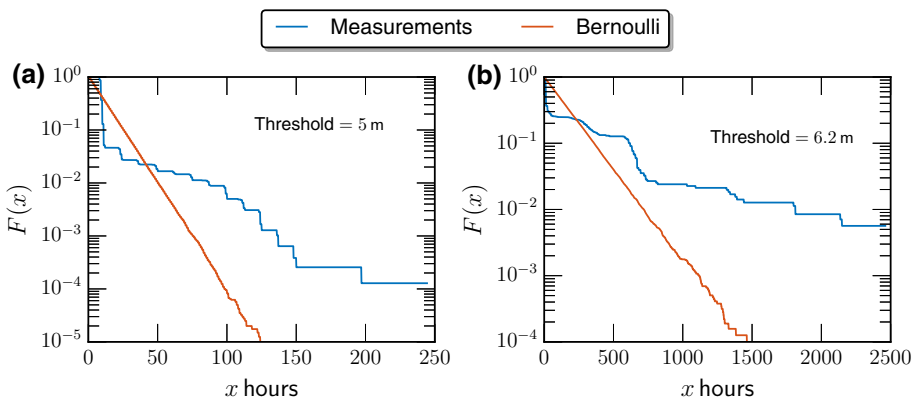 Measurements Bernoulli
(a)
10^0
10^-1
10^-2
10^-3
10^-4
10^-5
F(x)
Threshold = 5 m
0 50 100 150 200 250
x hours
(b)
10^0
10^-1
10^-2
10^-3
10^-4
F(x)
Threshold = 6.2 m
0 500 1000 1500 2000 2500
x hours